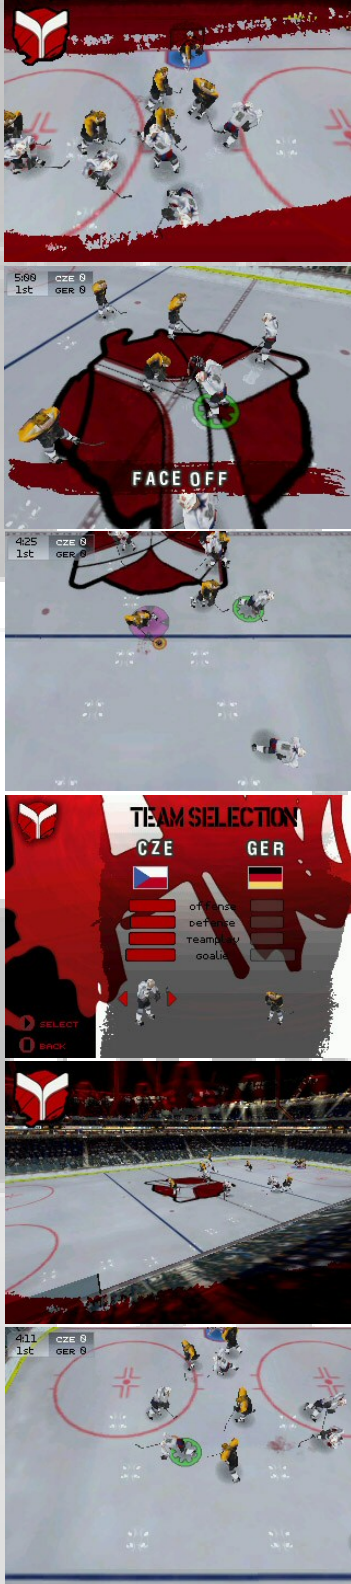 5:00 CZE 0
1st GER 0
FACE OFF
4:25 CZE 0
1st GER 0
TEAM SELECTION
CZE GER
offense
Defense
Teamplay
Goalie
SELECT
BACK
4:11 CZE 0
1st GER 0